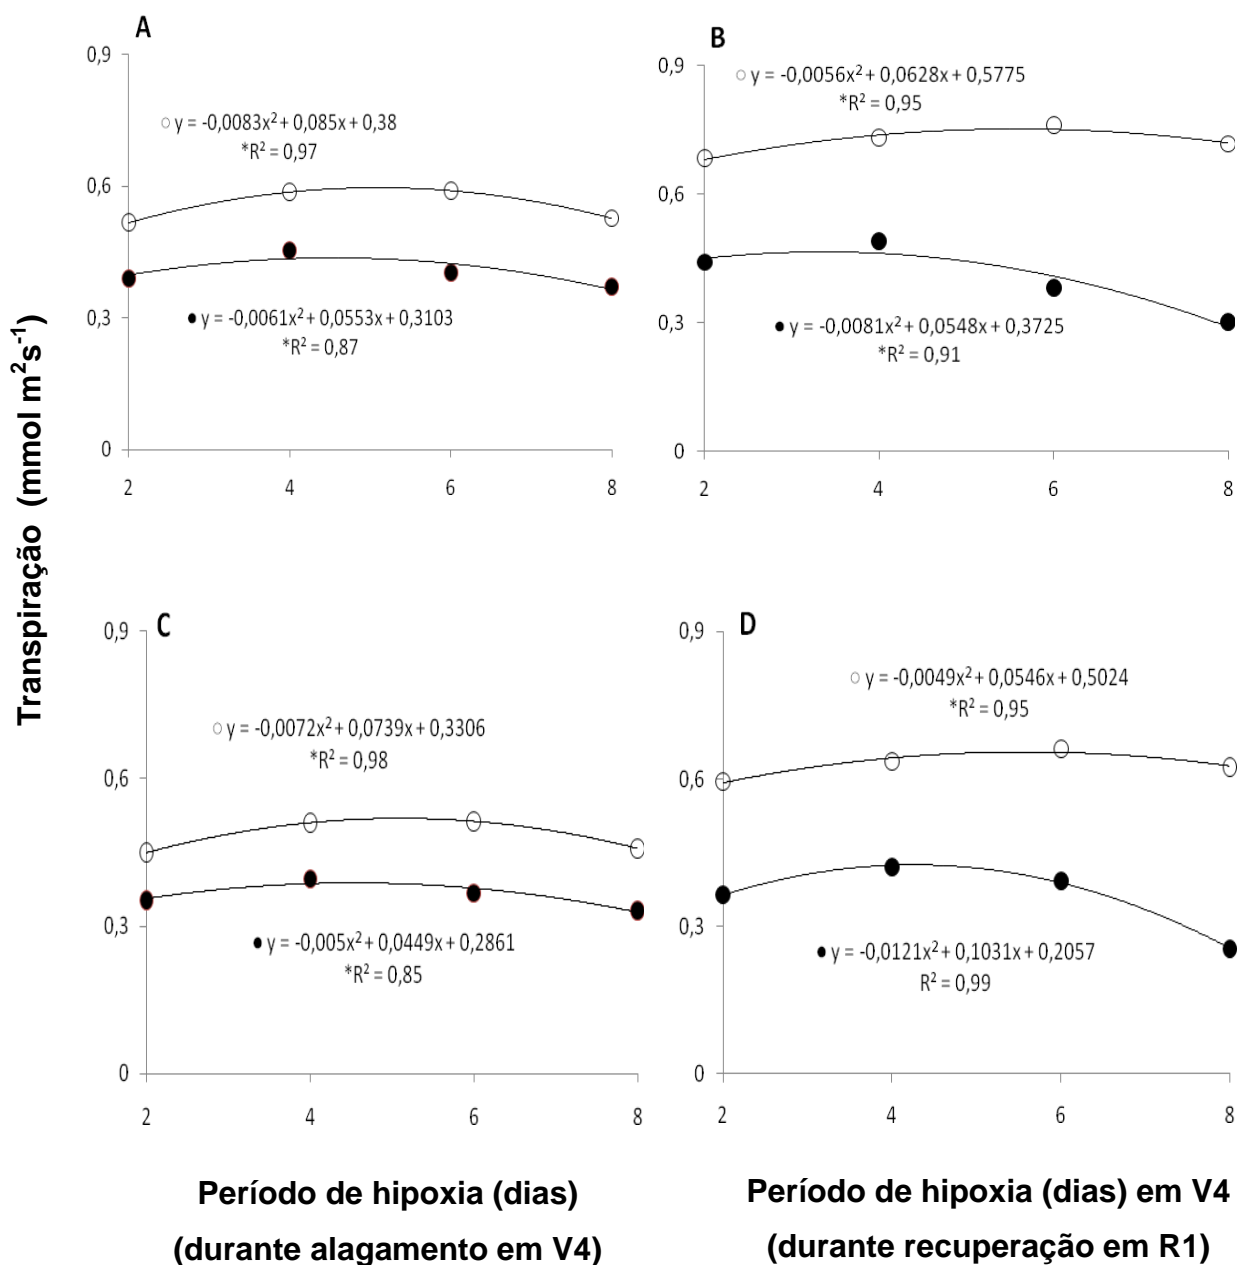 Transpiração (mmol m²s⁻¹)
A
0,9
y = -0,0083x² + 0,085x + 0,38
*R² = 0,97
0,6
0,3
y = -0,0061x² + 0,0553x + 0,3103
*R² = 0,87
0
2 4 6 8
B
0,9
y = -0,0056x² + 0,0628x + 0,5775
*R² = 0,95
0,6
0,3
y = -0,0081x² + 0,0548x + 0,3725
*R² = 0,91
0
2 4 6 8
C
0,9
y = -0,0072x² + 0,0739x + 0,3306
*R² = 0,98
0,6
0,3
y = -0,005x² + 0,0449x + 0,2861
*R² = 0,85
0
2 4 6 8
D
0,9
y = -0,0049x² + 0,0546x + 0,5024
*R² = 0,95
0,6
0,3
y = -0,0121x² + 0,1031x + 0,2057
R² = 0,99
0
2 4 6 8
Período de hipoxia (dias)
(durante alagamento em V4)
Período de hipoxia (dias) em V4
(durante recuperação em R1)